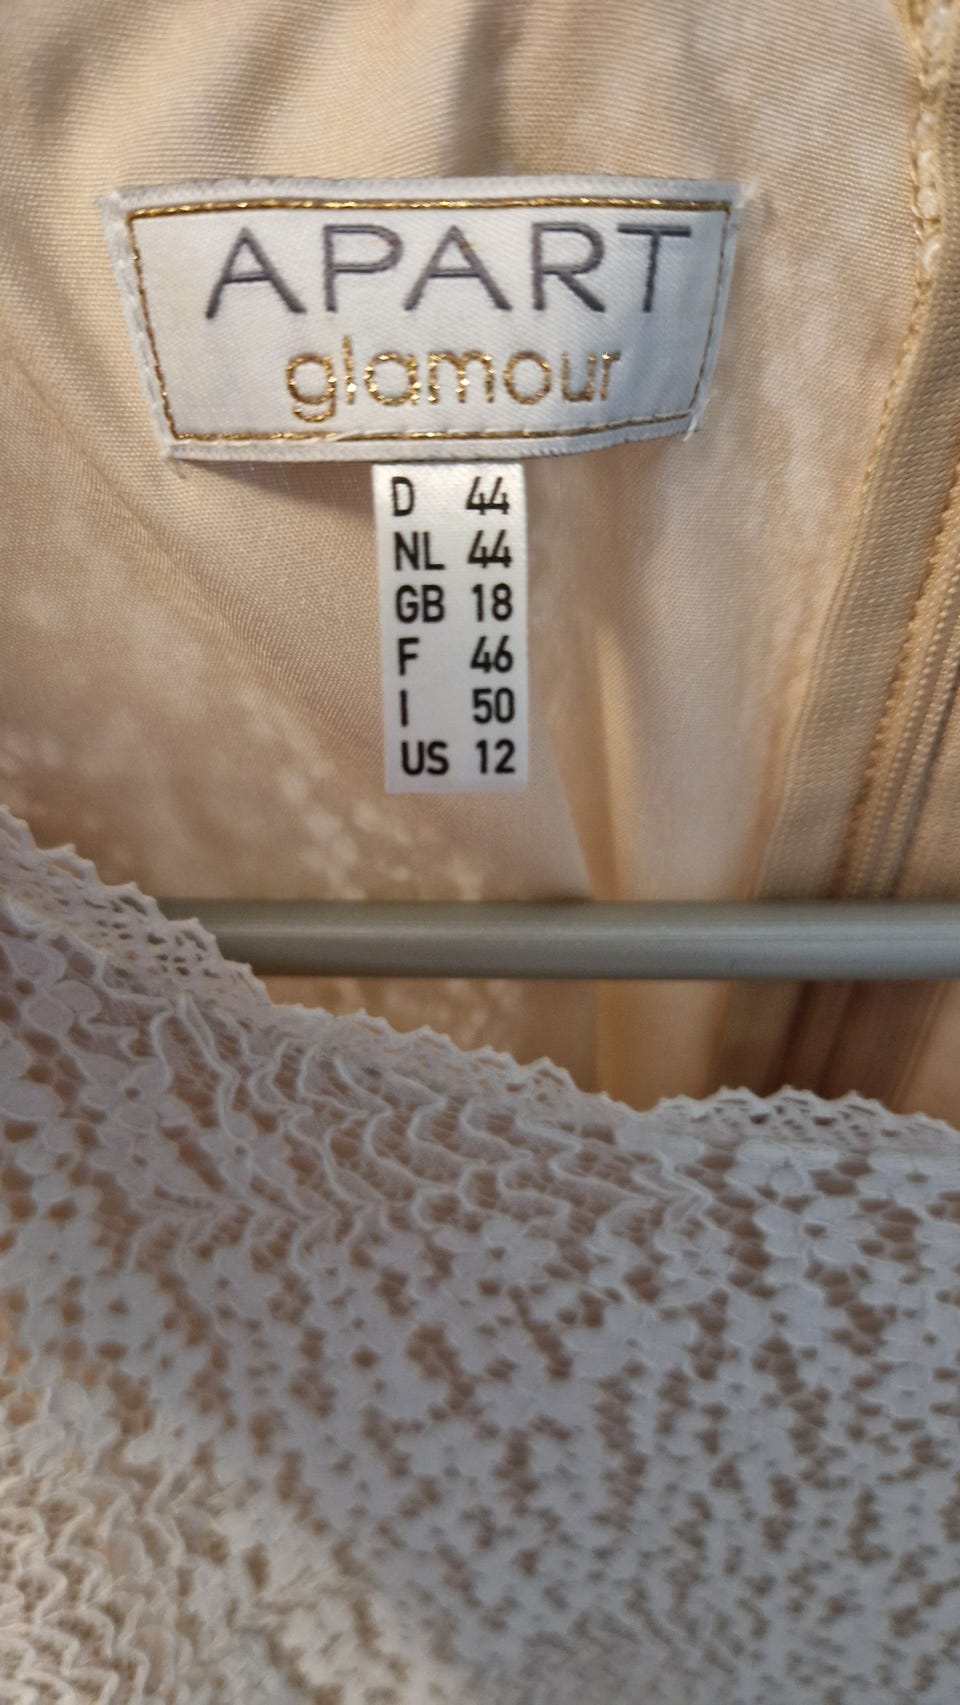 APART
glamour
D 44
NL 44
GB 18
F 46
I 50
US 12